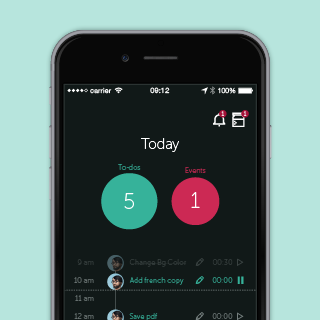 carrier 09:12 100%
1 1
Today
To-dos Events
5 1
9 am Change Bg Color 00:30
10 am Add french copy 00:00
11 am
12 am Save pdf 00:00